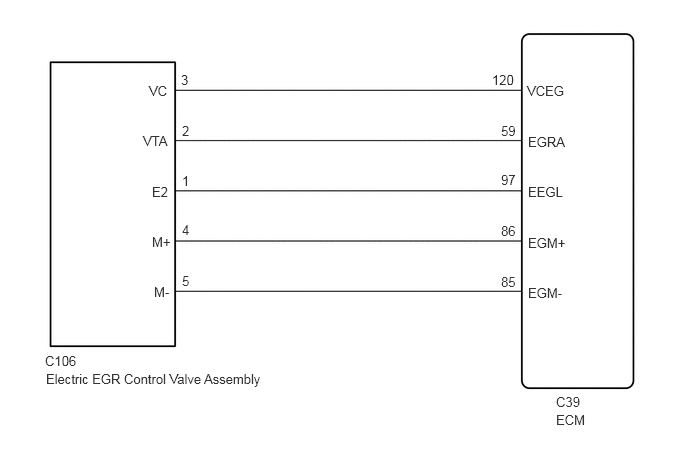 VC 3 120 VCEG
VTA 2 59 EGRA
E2 1 97 EEGL
M+ 4 86 EGM+
M- 5 85 EGM-
C106
Electric EGR Control Valve Assembly
C39
ECM